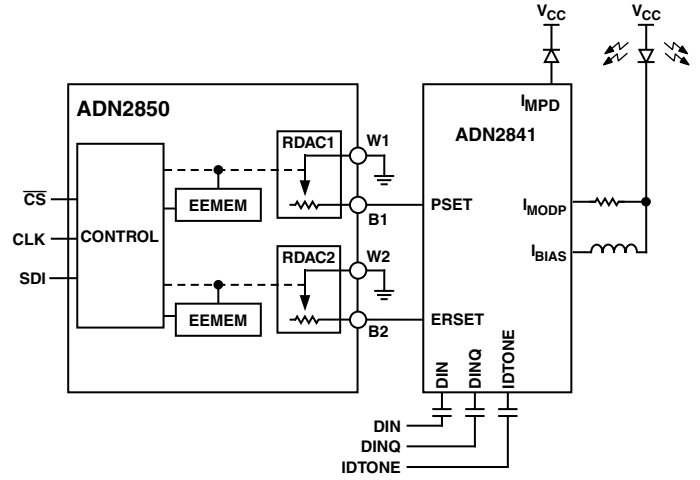 VCC VCC
ADN2850
IMPD
ADN2841
RDAC1 W1
CS
EEMEM
B1 PSET IMODP
CLK CONTROL
IBIAS
SDI
RDAC2 W2
EEMEM
B2 ERSET
DIN DINQ IDTONE
DIN
DINQ
IDTONE